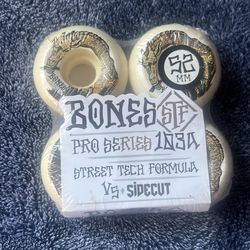 52
MM
BONES STF
PRO SERIES 103A
STREET TECH FORMULA
V5 • SIDECUT